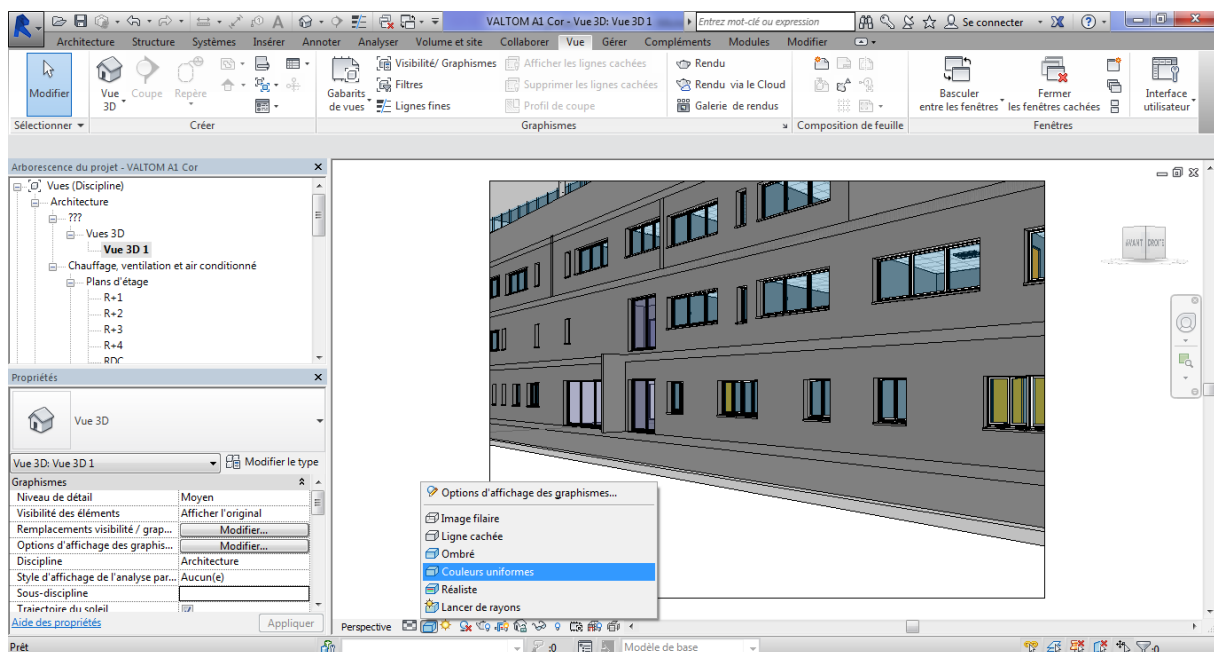 VALTOM A1 Cor - Vue 3D: Vue 3D 1
Entrez mot-clé ou expression
Se connecter
Architecture Structure Systèmes Insérer Annoter Analyser Volume et site Collaborer Vue Gérer Compléments Modules Modifier
Modifier
Vue 3D
Coupe
Repère
Gabarits de vues
Visibilité/ Graphismes
Filtres
Lignes fines
Afficher les lignes cachées
Supprimer les lignes cachées
Profil de coupe
Rendu
Rendu via le Cloud
Galerie de rendus
Basculer entre les fenêtres
Fermer les fenêtres cachées
Interface utilisateur
Sélectionner
Créer
Graphismes
Composition de feuille
Fenêtres
Arborescence du projet - VALTOM A1 Cor
Vues (Discipline)
Architecture
???
Vues 3D
Vue 3D 1
Chauffage, ventilation et air conditionné
Plans d'étage
R+1
R+2
R+3
R+4
RDC
Propriétés
Vue 3D
Vue 3D: Vue 3D 1
Modifier le type
Graphismes
Niveau de détail Moyen
Visibilité des éléments Afficher l'original
Remplacements visibilité / grap... Modifier...
Options d'affichage des graphis... Modifier...
Discipline Architecture
Style d'affichage de l'analyse par... Aucun(e)
Sous-discipline
Trajectoire du soleil
Aide des propriétés
Appliquer
AVANT DROITE
Options d'affichage des graphismes...
Image filaire
Ligne cachée
Ombré
Couleurs uniformes
Réaliste
Lancer de rayons
Perspective
Prêt
:0
Modèle de base
:0